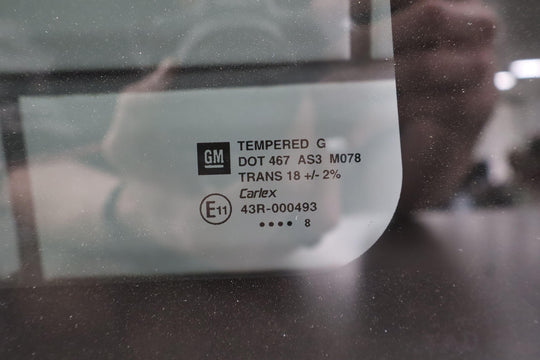 GM TEMPERED G
DOT 467 AS3 M078
TRANS 18 +/- 2%
Carlex
E11 43R-000493
•••• 8